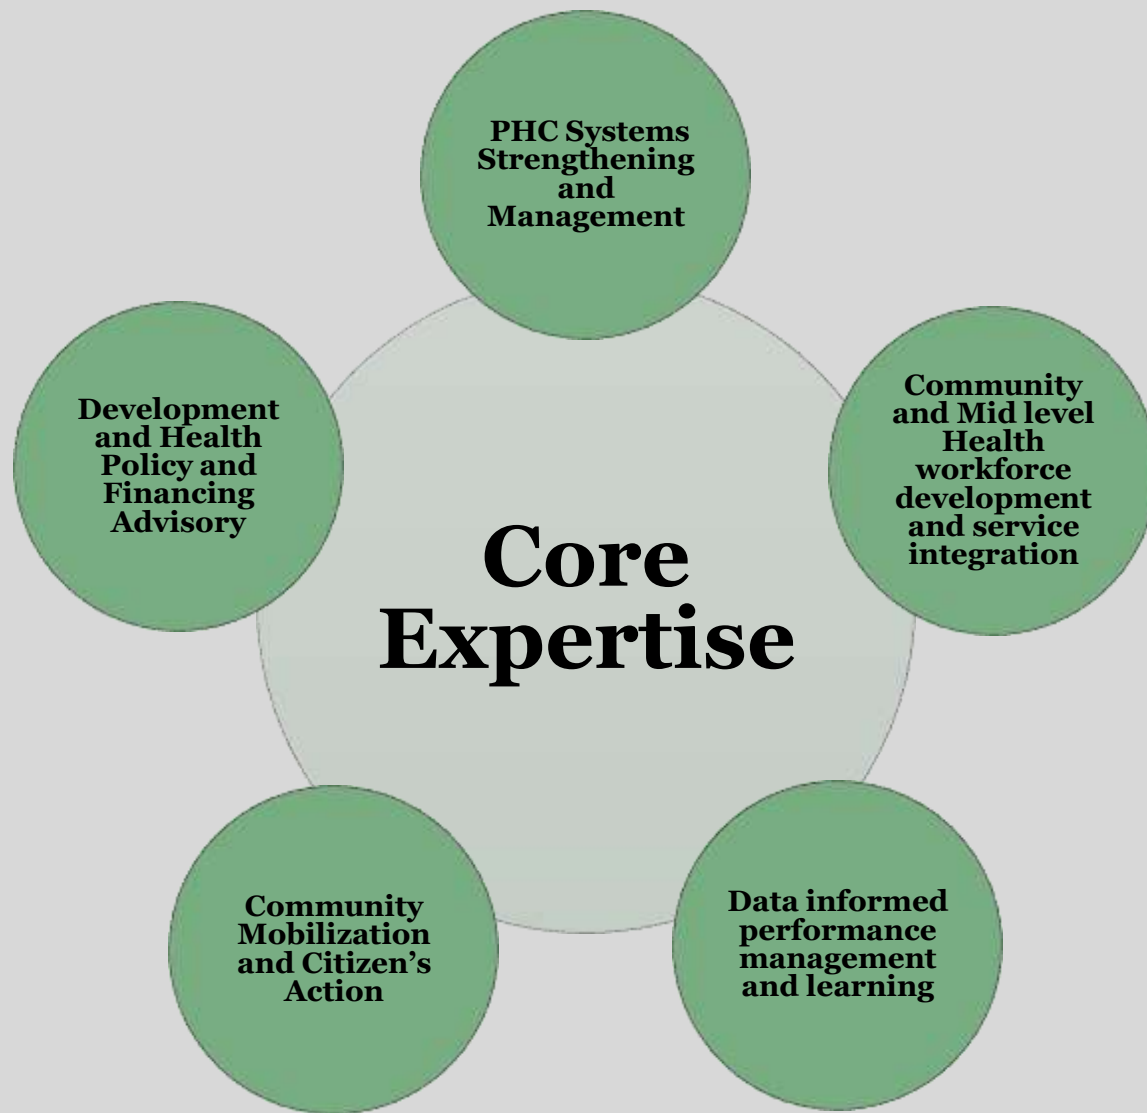 PHC Systems
Strengthening
and
Management
Community
and Mid level
Health
workforce
development
and service
integration
Data informed
performance
management
and learning
Community
Mobilization
and Citizen’s
Action
Development
and Health
Policy and
Financing
Advisory
Core
Expertise